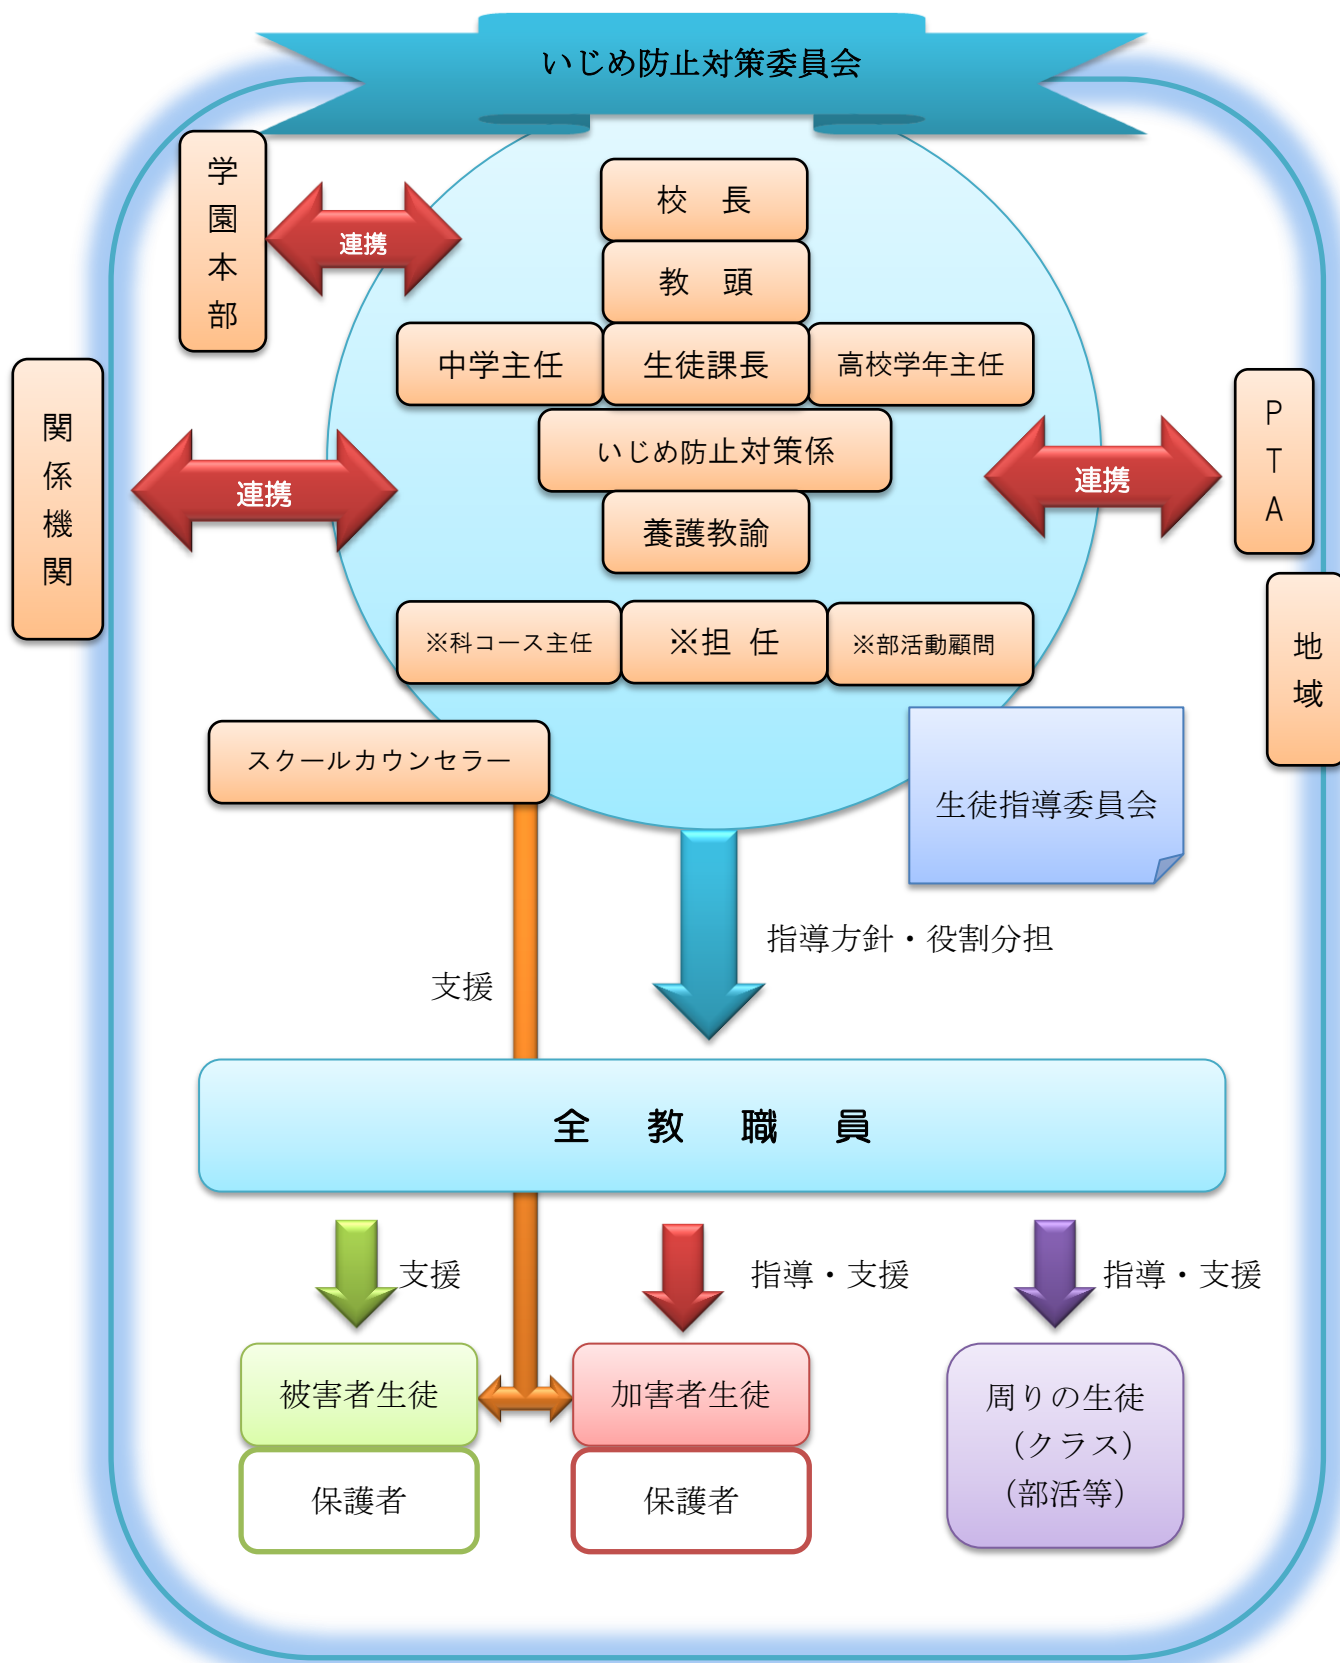 いじめ防止対策委員会
学園本部
連携
校　長
教　頭
中学主任
生徒課長
高校学年主任
いじめ防止対策係
養護教諭
関係機関
連携
連携
PTA
地域
※科コース主任
※担 任
※部活動顧問
スクールカウンセラー
生徒指導委員会
指導方針・役割分担
支援
全　教　職　員
支援
指導・支援
指導・支援
被害者生徒
保護者
加害者生徒
保護者
周りの生徒
（クラス）
（部活等）